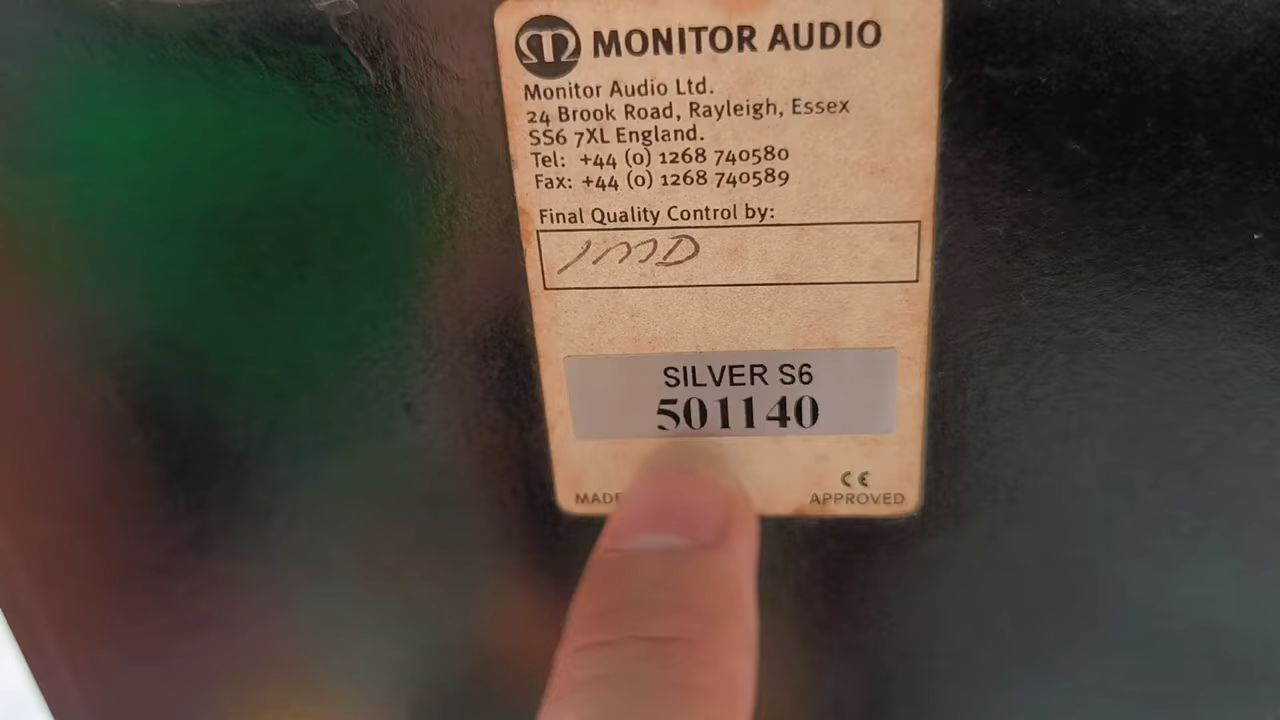 MONITOR AUDIO
Monitor Audio Ltd.
24 Brook Road, Rayleigh, Essex
SS6 7XL England.
Tel: +44 (0) 1268 740580
Fax: +44 (0) 1268 740589
Final Quality Control by:
SILVER S6
501140
CE
MADE
APPROVED